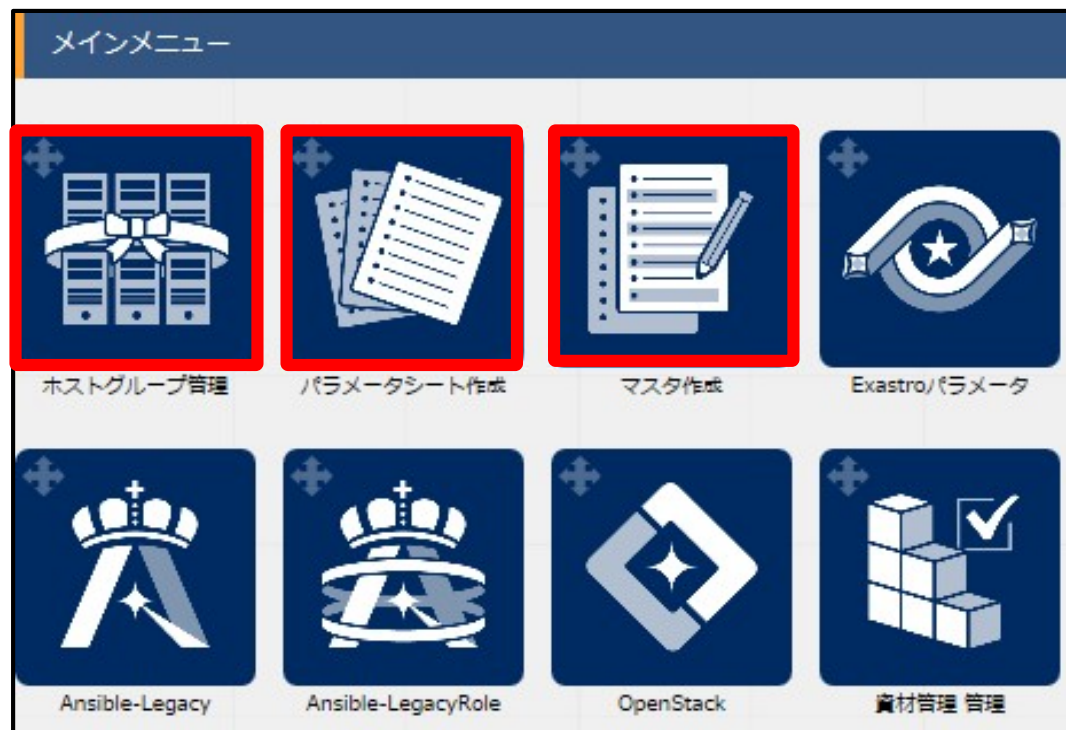 メインメニュー
ホストグループ管理
パラメータシート作成
マスタ作成
Exastroパラメータ
Ansible-Legacy
Ansible-LegacyRole
OpenStack
資材管理 管理